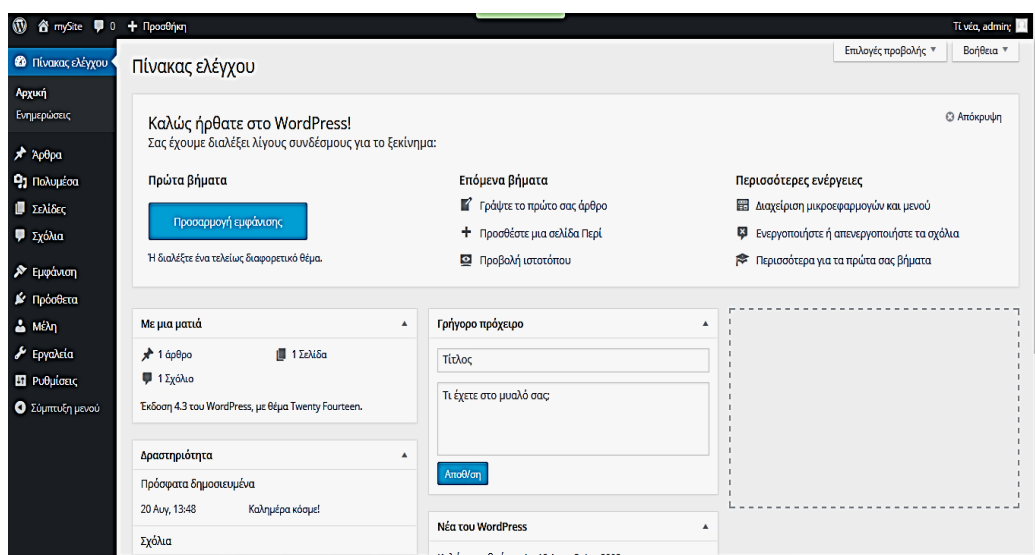 mySite 0 + Προσθήκη
Τί νέα, admin;
Επιλογές προβολής
Βοήθεια
Πίνακας ελέγχου
Αρχική
Ενημερώσεις
Άρθρα
Πολυμέσα
Σελίδες
Σχόλια
Εμφάνιση
Πρόσθετα
Μέλη
Εργαλεία
Ρυθμίσεις
Σύμπτυξη μενού
Πίνακας ελέγχου
Καλώς ήρθατε στο WordPress!
Απόκρυψη
Σας έχουμε διαλέξει λίγους συνδέσμους για το ξεκίνημα:
Πρώτα βήματα
Προσαρμογή εμφάνισης
Ή διαλέξτε ένα τελείως διαφορετικό θέμα.
Επόμενα βήματα
Γράψτε το πρώτο σας άρθρο
Προσθέστε μια σελίδα Περί
Προβολή ιστοτόπου
Περισσότερες ενέργειες
Διαχείριση μικροεφαρμογών και μενού
Ενεργοποιήστε ή απενεργοποιήστε τα σχόλια
Περισσότερα για τα πρώτα σας βήματα
Με μια ματιά
1 άρθρο
1 Σελίδα
1 Σχόλιο
Έκδοση 4.3 του WordPress, με θέμα Twenty Fourteen.
Δραστηριότητα
Πρόσφατα δημοσιευμένα
20 Αυγ, 13:48 Καλημέρα κόσμε!
Σχόλια
Γρήγορο πρόχειρο
Τίτλος
Τι έχετε στο μυαλό σας;
Αποθ/ση
Νέα του WordPress